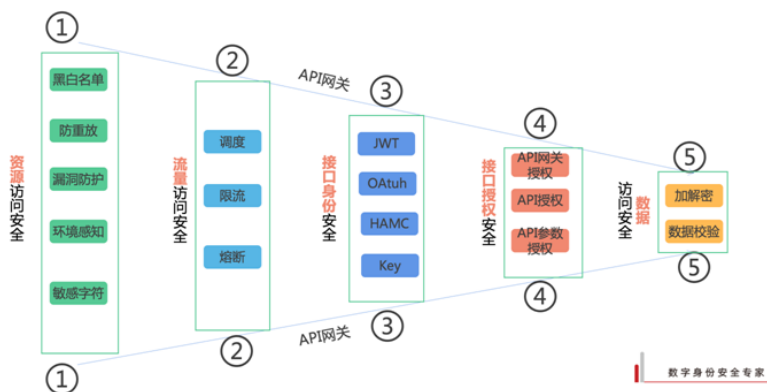 ①
黑白名单
防重放
漏洞防护
环境感知
敏感字符
资源访问安全
①
②
调度
限流
熔断
流量访问安全
②
API网关
③
JWT
OAtuh
HAMC
Key
接口身份安全
③
API网关
④
API网关
授权
API授权
API参数
授权
接口授权安全
④
⑤
加解密
数据校验
数据
访问安全
⑤
数字身份安全专家